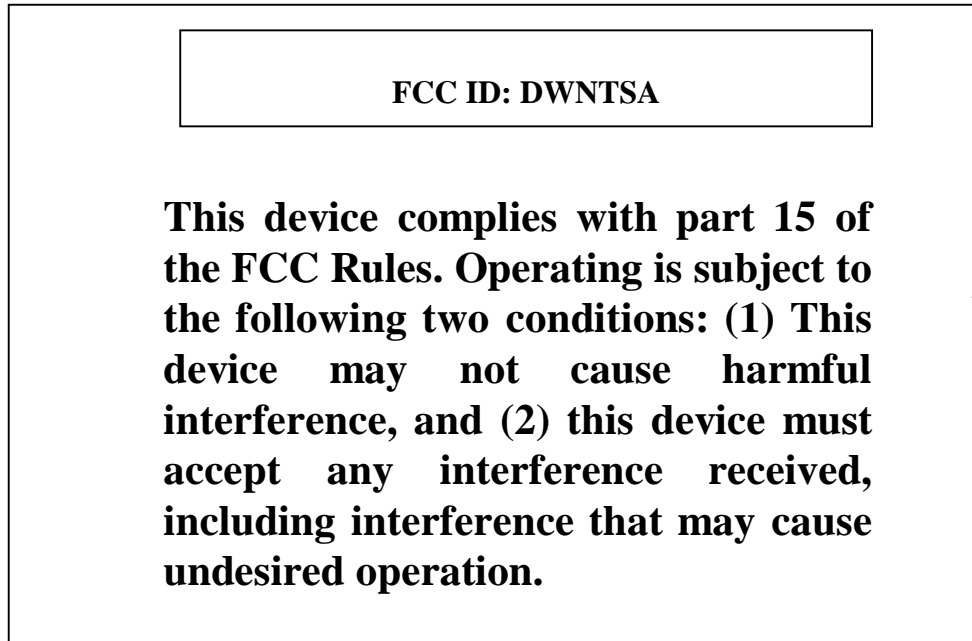 FCC ID: DWNTSA
This device complies with part 15 of
the FCC Rules. Operating is subject to
the following two conditions: (1) This
device may not cause harmful
interference, and (2) this device must
accept any interference received,
including interference that may cause
undesired operation.